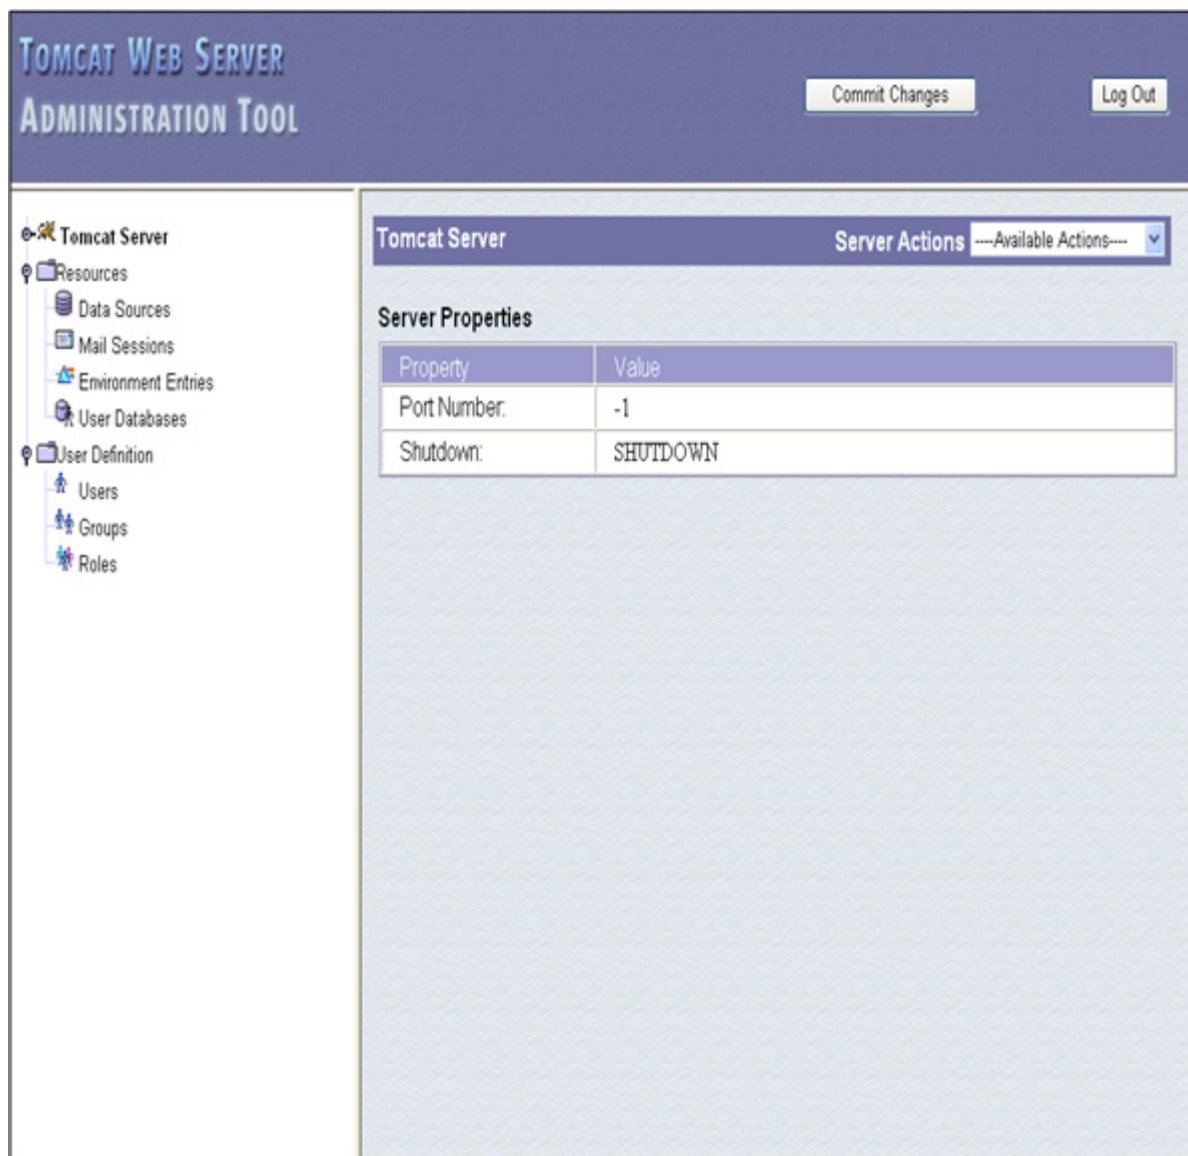 TOMCAT WEB SERVER
ADMINISTRATION TOOL
Commit Changes
Log Out
Tomcat Server
Resources
Data Sources
Mail Sessions
Environment Entries
User Databases
User Definition
Users
Groups
Roles
Tomcat Server
Server Actions ----Available Actions----
Server Properties
Property Value
Port Number: -1
Shutdown: SHUTDOWN